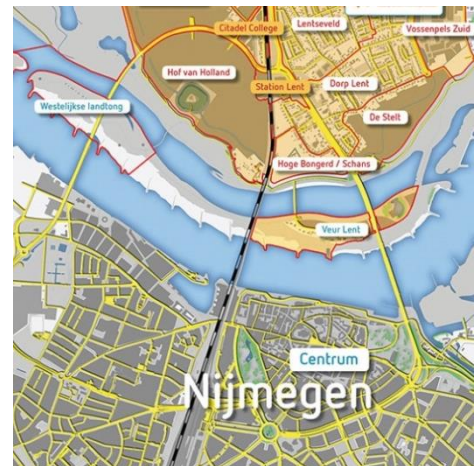 Citadel College
Lentseveld
Vossenpels Zuid
Hof van Holland
Station Lent
Dorp Lent
Westelijkse landtong
De Stelt
Hoge Bongerd / Schans
Veur Lent
Centrum
Nijmegen